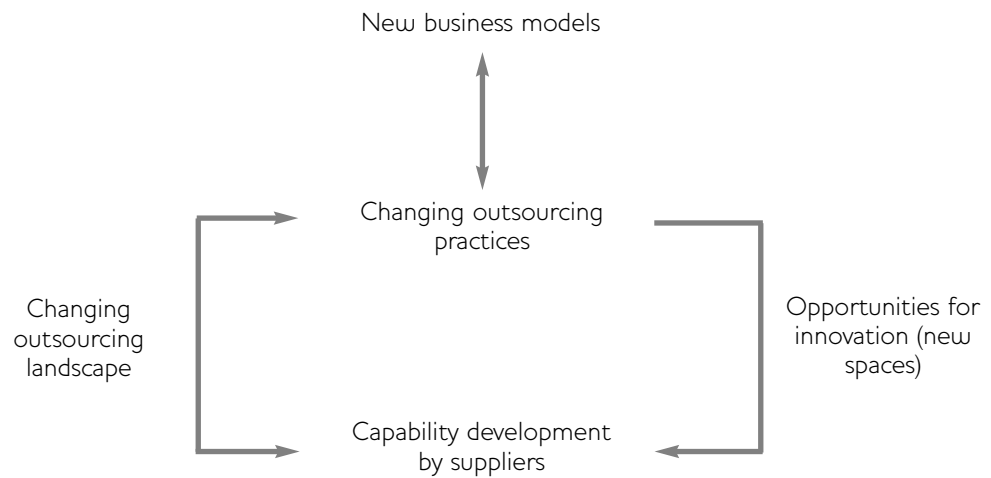 New business models
Changing outsourcing
practices
Changing
outsourcing
landscape
Opportunities for
innovation (new
spaces)
Capability development
by suppliers